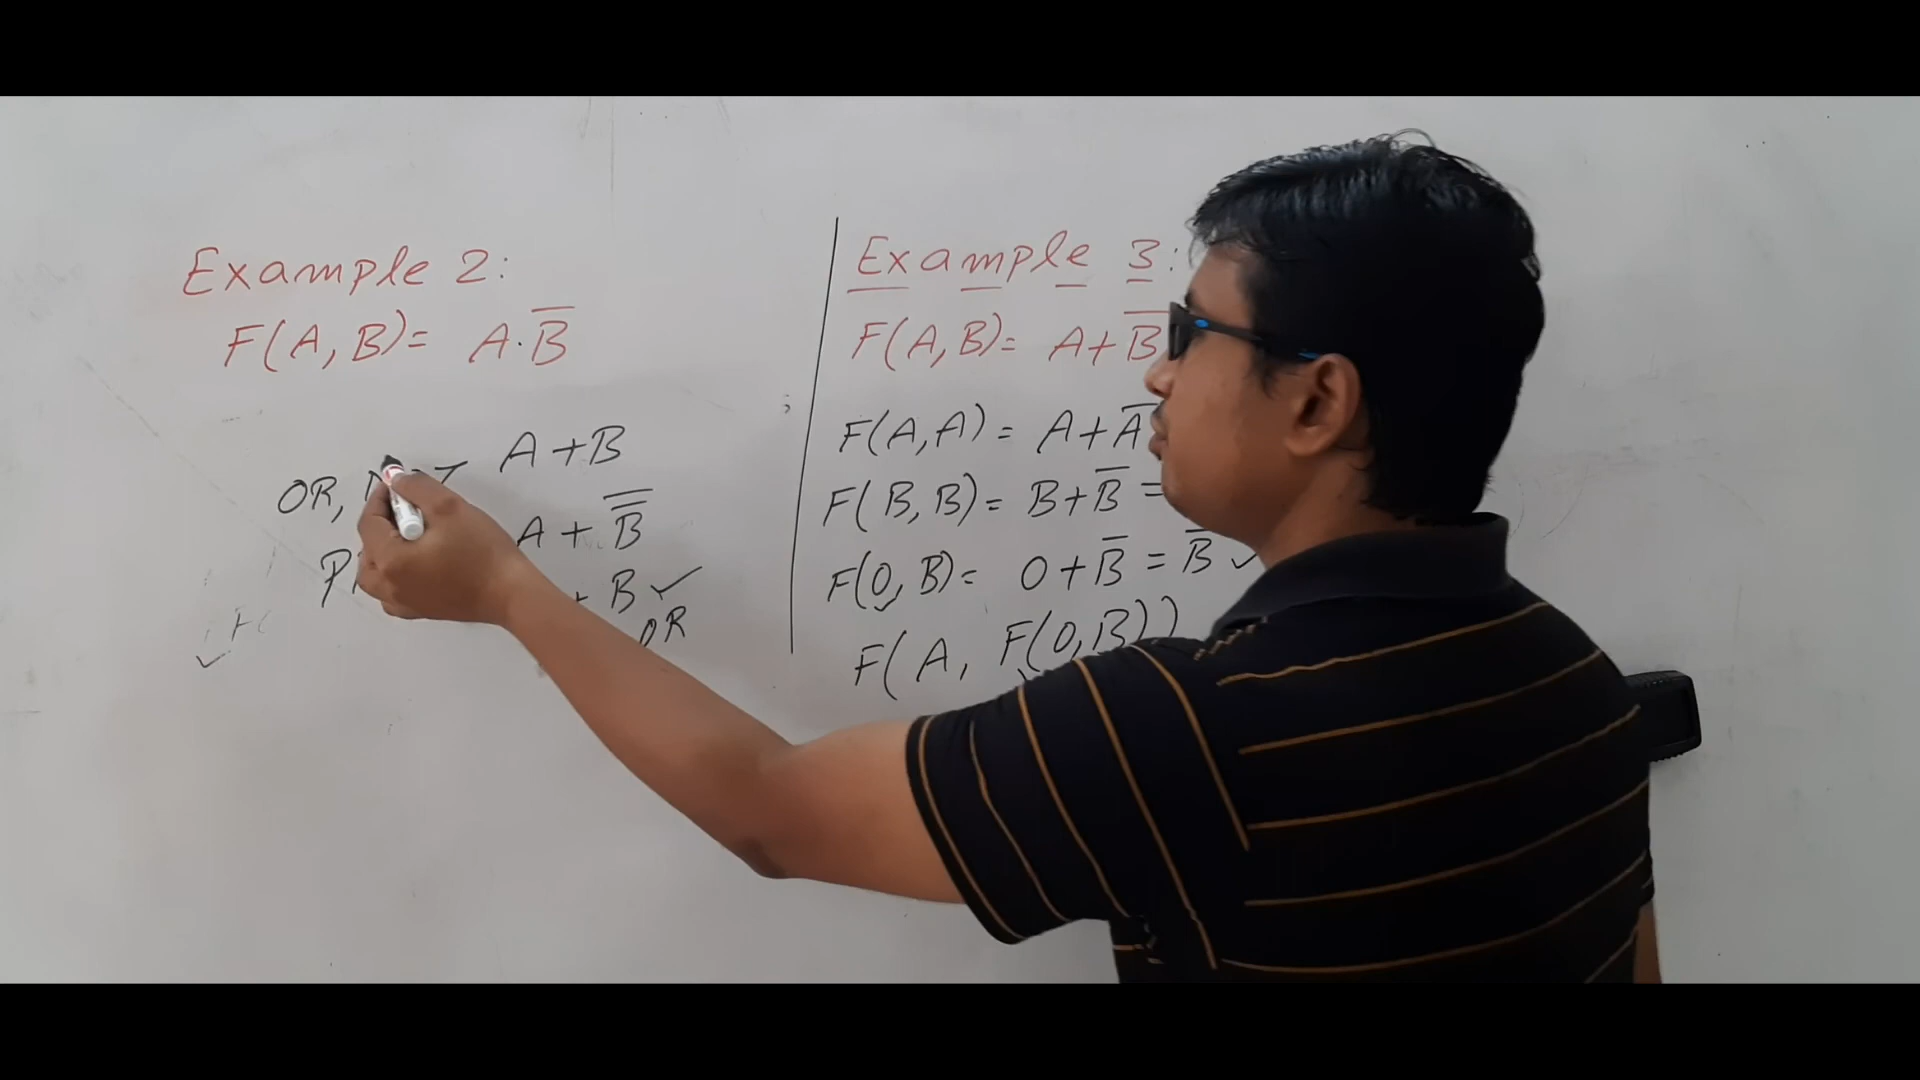 Example 2:
F(A, B) = A·B̅
A + B
OR,
A + B̿
+ B ✓
OR
Example 3:
F(A, B) = A + B̅
F(A, A) = A + A̅
F(B, B) = B + B̅ =
F(0, B) = 0 + B̅ = B̅ ✓
F(A, F(0, B))